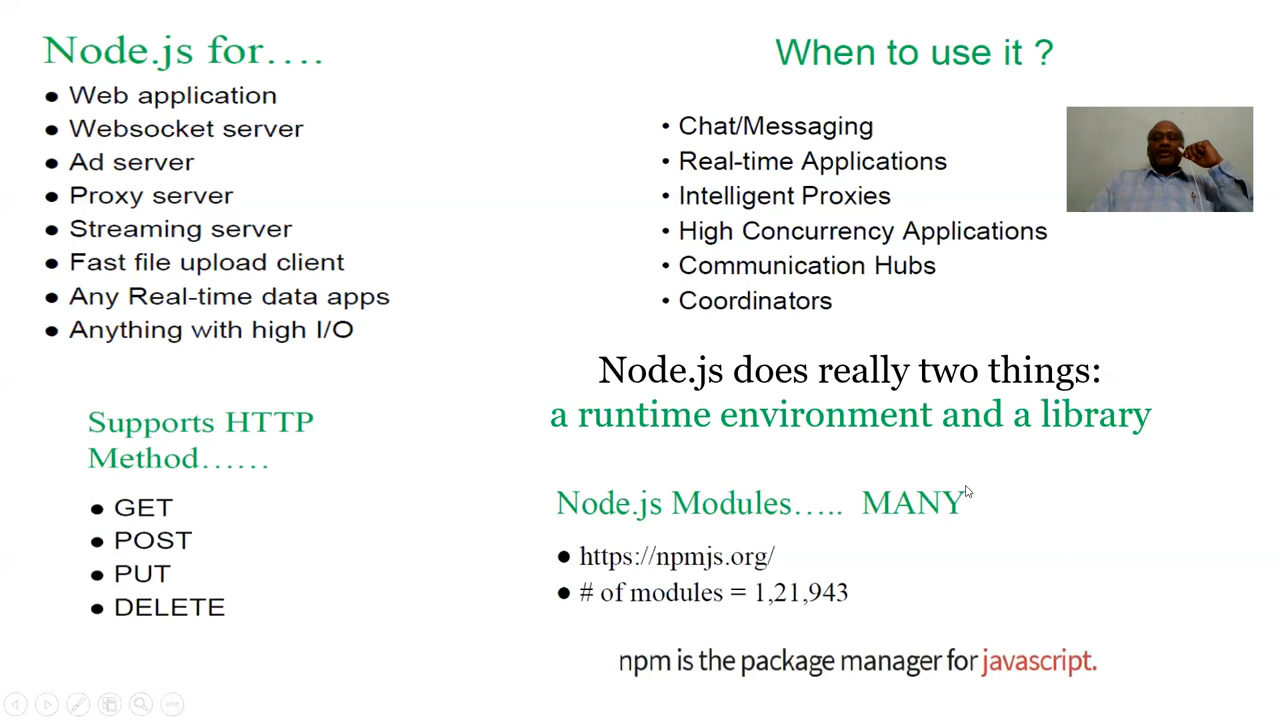 Node.js for….
● Web application
● Websocket server
● Ad server
● Proxy server
● Streaming server
● Fast file upload client
● Any Real-time data apps
● Anything with high I/O
Supports HTTP
Method……
● GET
● POST
● PUT
● DELETE
When to use it ?
• Chat/Messaging
• Real-time Applications
• Intelligent Proxies
• High Concurrency Applications
• Communication Hubs
• Coordinators
Node.js does really two things:
a runtime environment and a library
Node.js Modules….. MANY
● https://npmjs.org/
● # of modules = 1,21,943
npm is the package manager for javascript.